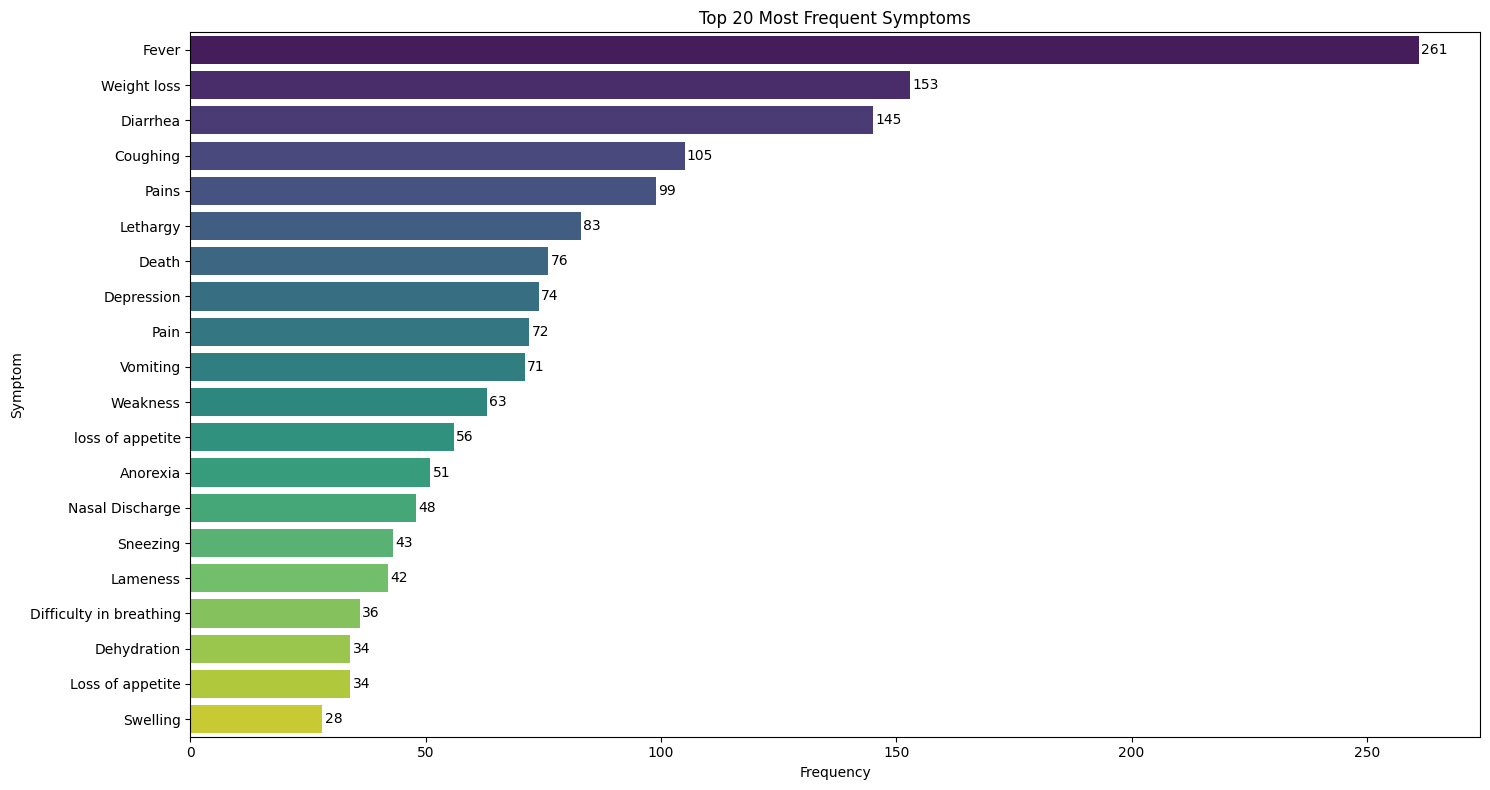 Top 20 Most Frequent Symptoms
Fever 261
Weight loss 153
Diarrhea 145
Coughing 105
Pains 99
Lethargy 83
Death 76
Depression 74
Pain 72
Vomiting 71
Weakness 63
loss of appetite 56
Anorexia 51
Nasal Discharge 48
Sneezing 43
Lameness 42
Difficulty in breathing 36
Dehydration 34
Loss of appetite 34
Swelling 28
Symptom
0 50 100 150 200 250
Frequency